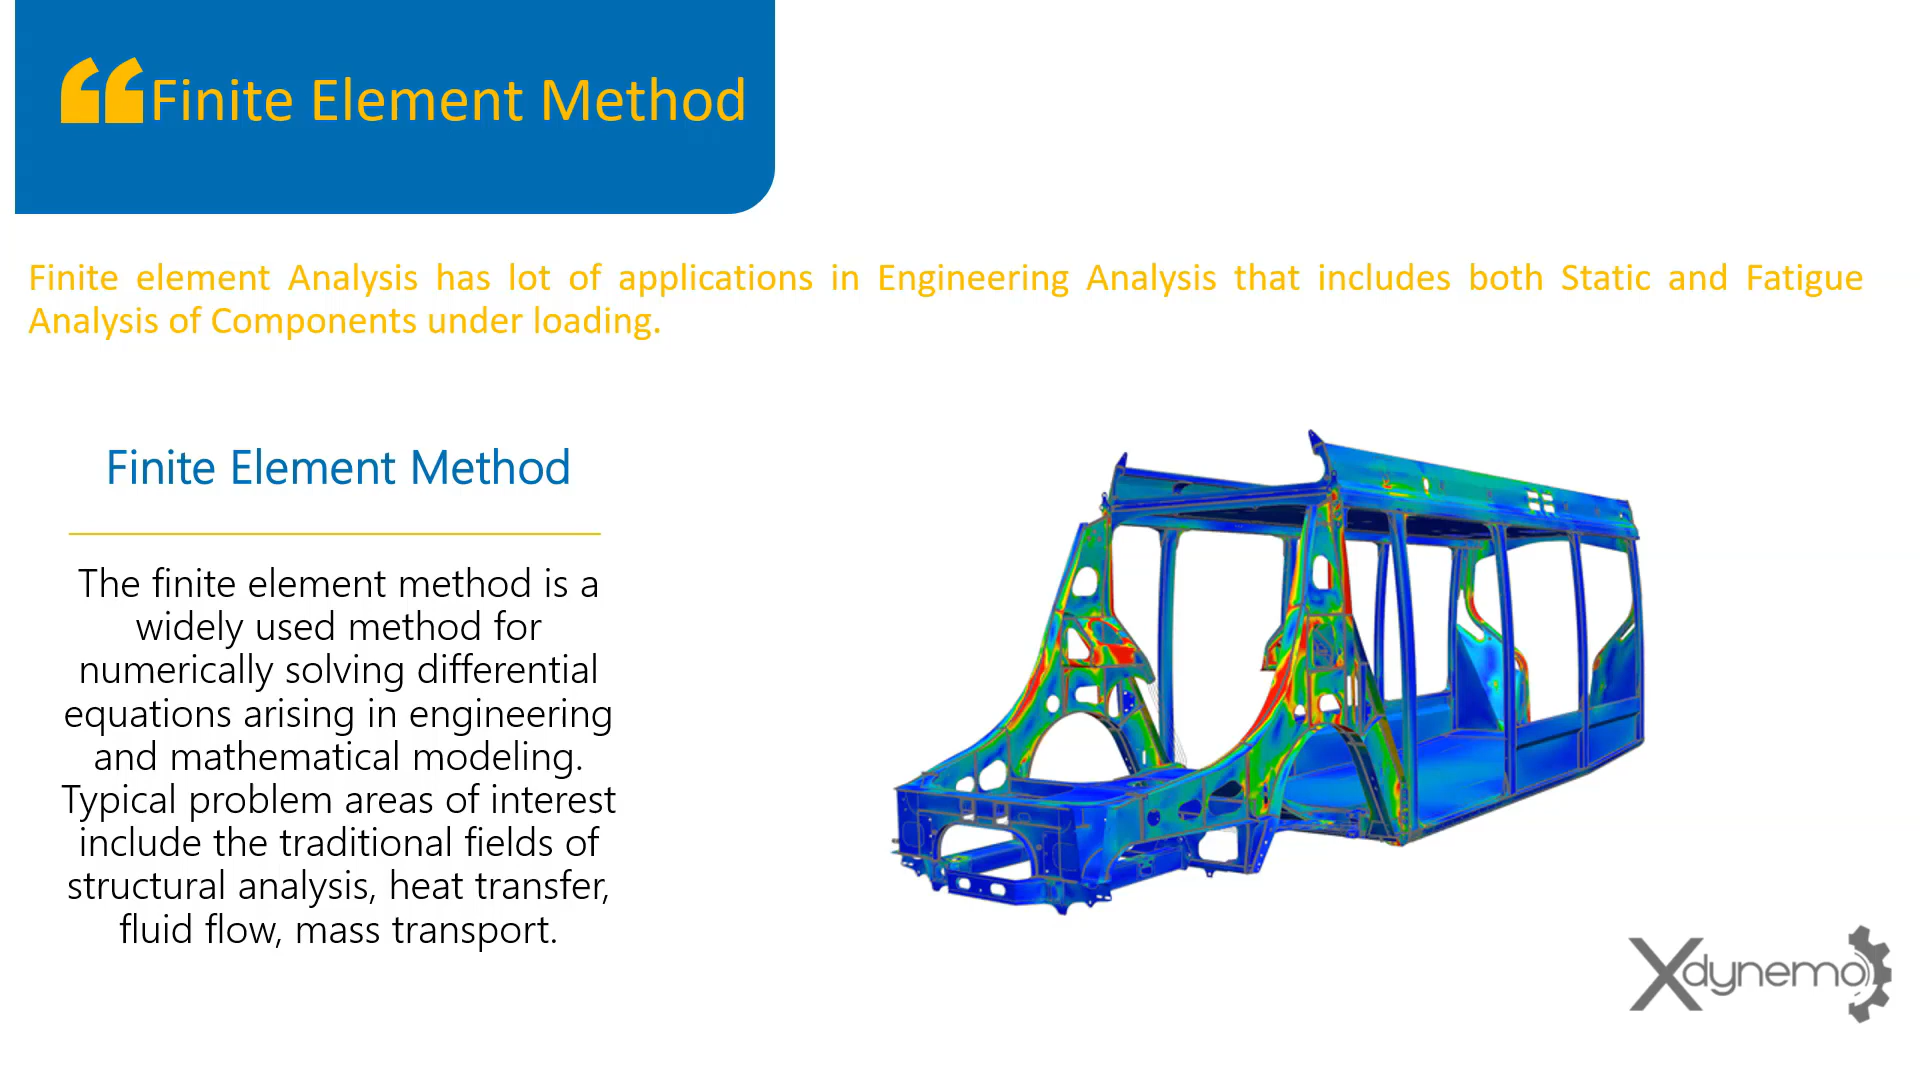 Finite Element Method
Finite element Analysis has lot of applications in Engineering Analysis that includes both Static and Fatigue
Analysis of Components under loading.
Finite Element Method
The finite element method is a
widely used method for
numerically solving differential
equations arising in engineering
and mathematical modeling.
Typical problem areas of interest
include the traditional fields of
structural analysis, heat transfer,
fluid flow, mass transport.
Xdynemo